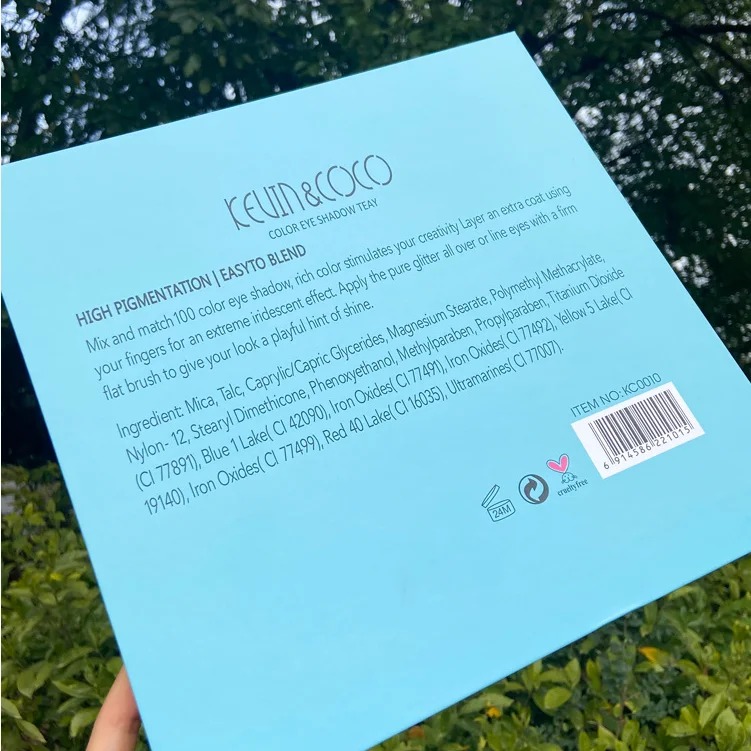 KEVIN&COCO
COLOR EYE SHADOW TEAY
HIGH PIGMENTATION | EASYTO BLEND
Mix and match 100 color eye shadow, rich color stimulates your creativity Layer an extra coat using
your fingers for an extreme iridescent effect. Apply the pure glitter all over or line eyes with a firm
flat brush to give your look a playful hint of shine.
Ingredient: Mica, Talc, Caprylic/Capric Glycerides, Magnesium Stearate, Polymethyl Methacrylate,
Nylon- 12, Stearyl Dimethicone, Phenoxyethanol, Methylparaben, Propylparaben, Titanium Dioxide
(CI 77891), Blue 1 Lake( CI 42090), Iron Oxides( CI 77491), Iron Oxides( CI 77492), Yellow 5 Lake( CI
19140), Iron Oxides( CI 77499), Red 40 Lake( CI 16035), Ultramarines( CI 77007).
ITEM NO.: KC0010
6 914586 221015
24M
cruelty free